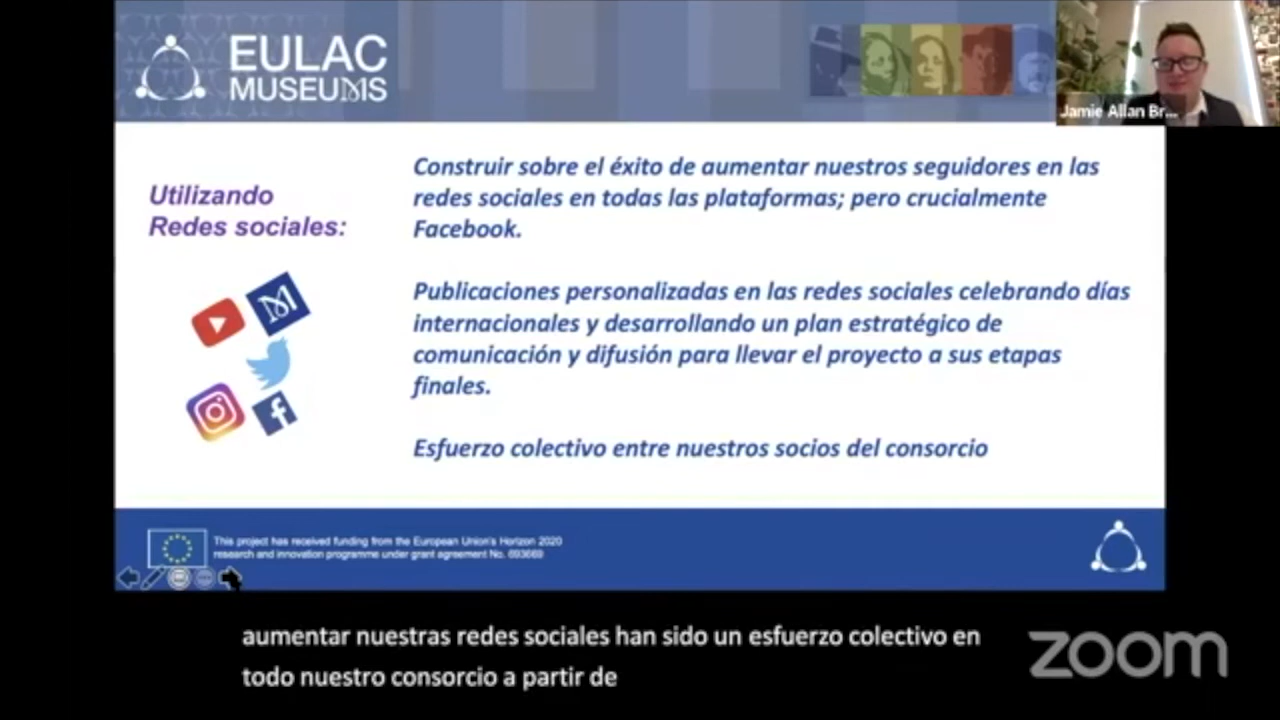 EULAC
MUSEUMS
Jamie Allan Br...
Utilizando
Redes sociales:
Construir sobre el éxito de aumentar nuestros seguidores en las
redes sociales en todas las plataformas; pero crucialmente
Facebook.
Publicaciones personalizadas en las redes sociales celebrando días
internacionales y desarrollando un plan estratégico de
comunicación y difusión para llevar el proyecto a sus etapas
finales.
Esfuerzo colectivo entre nuestros socios del consorcio
This project has received funding from the European Union's Horizon 2020
research and innovation programme under grant agreement No. 693669
aumentar nuestras redes sociales han sido un esfuerzo colectivo en
todo nuestro consorcio a partir de
zoom